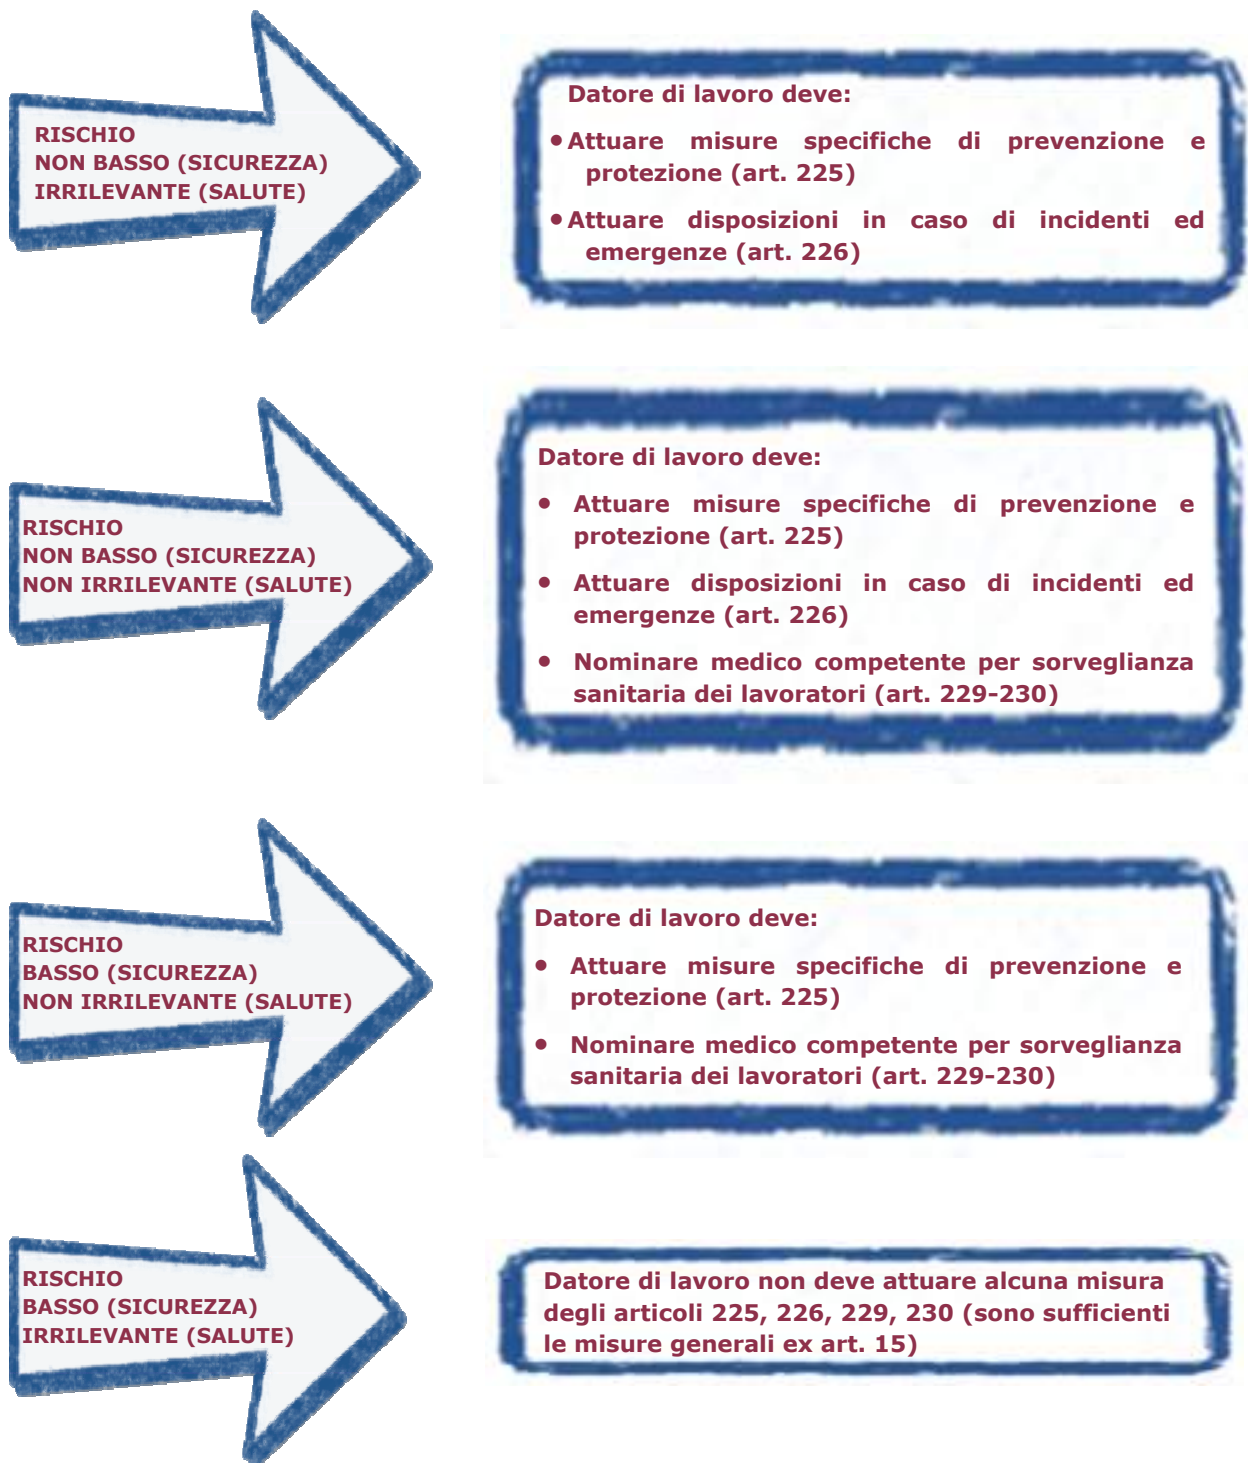 RISCHIO
NON BASSO (SICUREZZA)
IRRILEVANTE (SALUTE)
Datore di lavoro deve:
• Attuare misure specifiche di prevenzione e
protezione (art. 225)
• Attuare disposizioni in caso di incidenti ed
emergenze (art. 226)
RISCHIO
NON BASSO (SICUREZZA)
NON IRRILEVANTE (SALUTE)
Datore di lavoro deve:
• Attuare misure specifiche di prevenzione e
protezione (art. 225)
• Attuare disposizioni in caso di incidenti ed
emergenze (art. 226)
• Nominare medico competente per sorveglianza
sanitaria dei lavoratori (art. 229-230)
RISCHIO
BASSO (SICUREZZA)
NON IRRILEVANTE (SALUTE)
Datore di lavoro deve:
• Attuare misure specifiche di prevenzione e
protezione (art. 225)
• Nominare medico competente per sorveglianza
sanitaria dei lavoratori (art. 229-230)
RISCHIO
BASSO (SICUREZZA)
IRRILEVANTE (SALUTE)
Datore di lavoro non deve attuare alcuna misura
degli articoli 225, 226, 229, 230 (sono sufficienti
le misure generali ex art. 15)